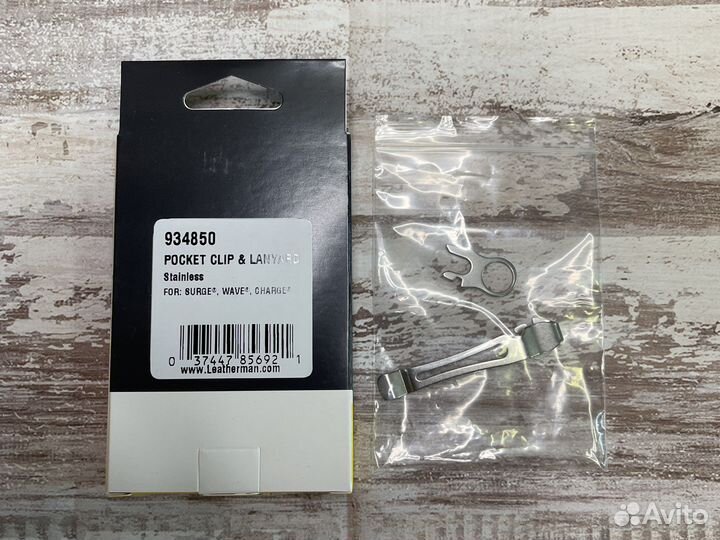 934850
POCKET CLIP & LANYARD
Stainless
FOR: SURGE®, WAVE®, CHARGE®
0 37447 85692 1
www.Leatherman.com
Avito